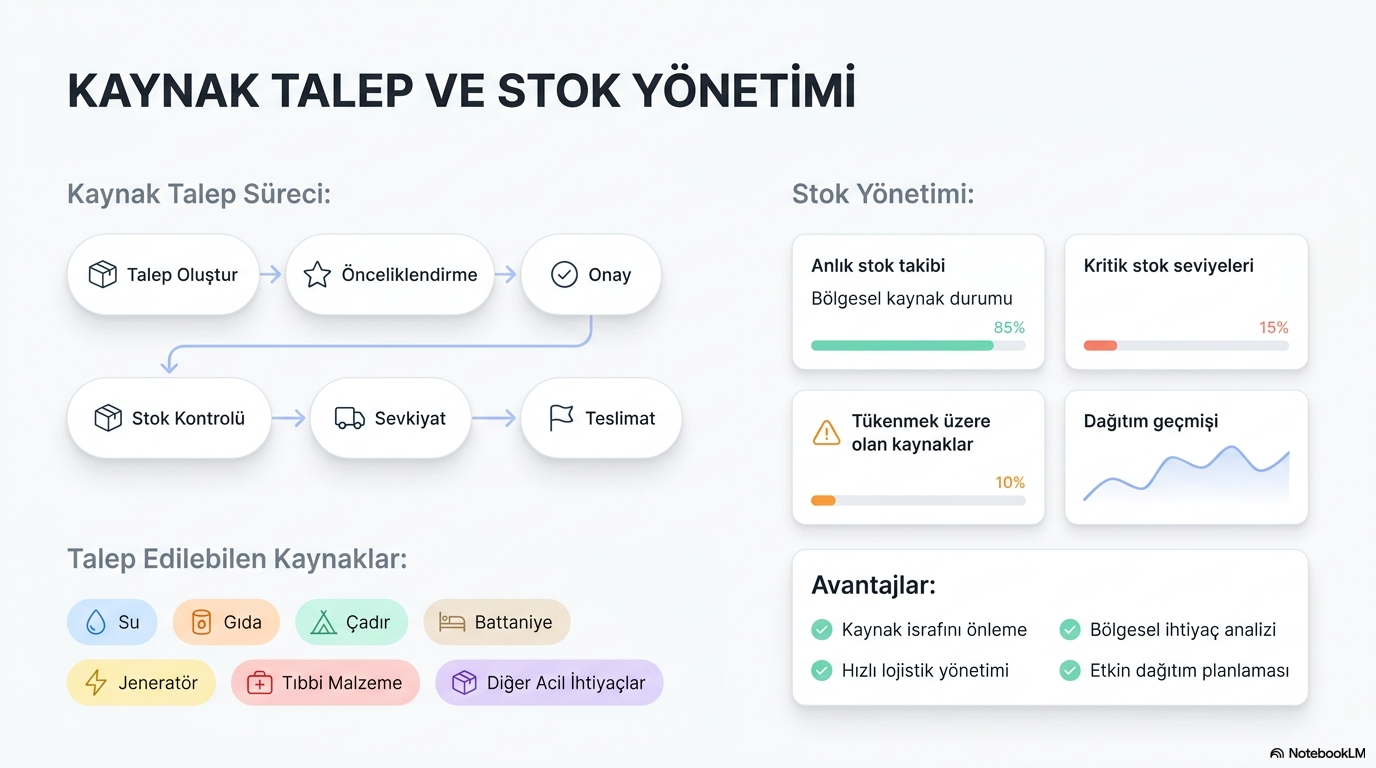 KAYNAK TALEP VE STOK YÖNETİMİ
Kaynak Talep Süreci:
Talep Oluştur
Önceliklendirme
Onay
Stok Kontrolü
Sevkiyat
Teslimat
Talep Edilebilen Kaynaklar:
Su
Gıda
Çadır
Battaniye
Jeneratör
Tıbbi Malzeme
Diğer Acil İhtiyaçlar
Stok Yönetimi:
Anlık stok takibi
Bölgesel kaynak durumu
85%
Kritik stok seviyeleri
15%
Tükenmek üzere
olan kaynaklar
10%
Dağıtım geçmişi
Avantajlar:
Kaynak israfını önleme
Bölgesel ihtiyaç analizi
Hızlı lojistik yönetimi
Etkin dağıtım planlaması
NotebookLM